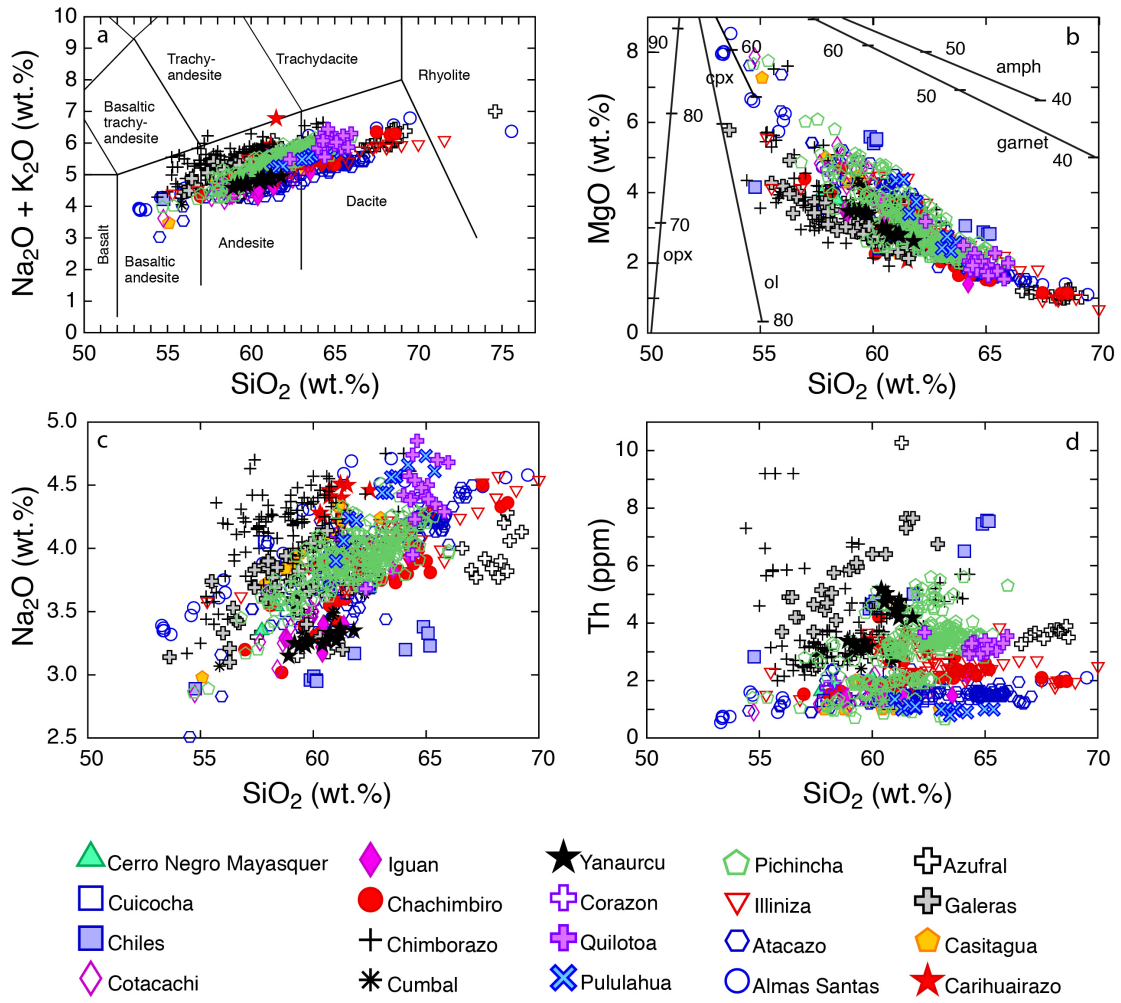 a
Trachy-
andesite
Trachydacite
Rhyolite
Basaltic
trachy-
andesite
Basalt
Basaltic
andesite
Andesite
Dacite
10
9
8
7
6
5
4
3
2
1
0
50
55
60
65
70
75
Na2O + K2O (wt.%)
SiO2 (wt.%)
b
90
60
cpx
80
70
opx
ol
80
60
50
50
amph
40
garnet
40
8
6
4
2
0
50
55
60
65
70
MgO (wt.%)
SiO2 (wt.%)
c
5.0
4.5
4.0
3.5
3.0
2.5
50
55
60
65
70
Na2O (wt.%)
SiO2 (wt.%)
d
10
8
6
4
2
0
50
55
60
65
70
Th (ppm)
SiO2 (wt.%)
Cerro Negro Mayasquer
Iguan
Yanaurcu
Pichincha
Azufral
Cuicocha
Chachimbiro
Corazon
Illiniza
Galeras
Chiles
Chimborazo
Quilotoa
Atacazo
Casitagua
Cotacachi
Cumbal
Pululahua
Almas Santas
Carihuairazo